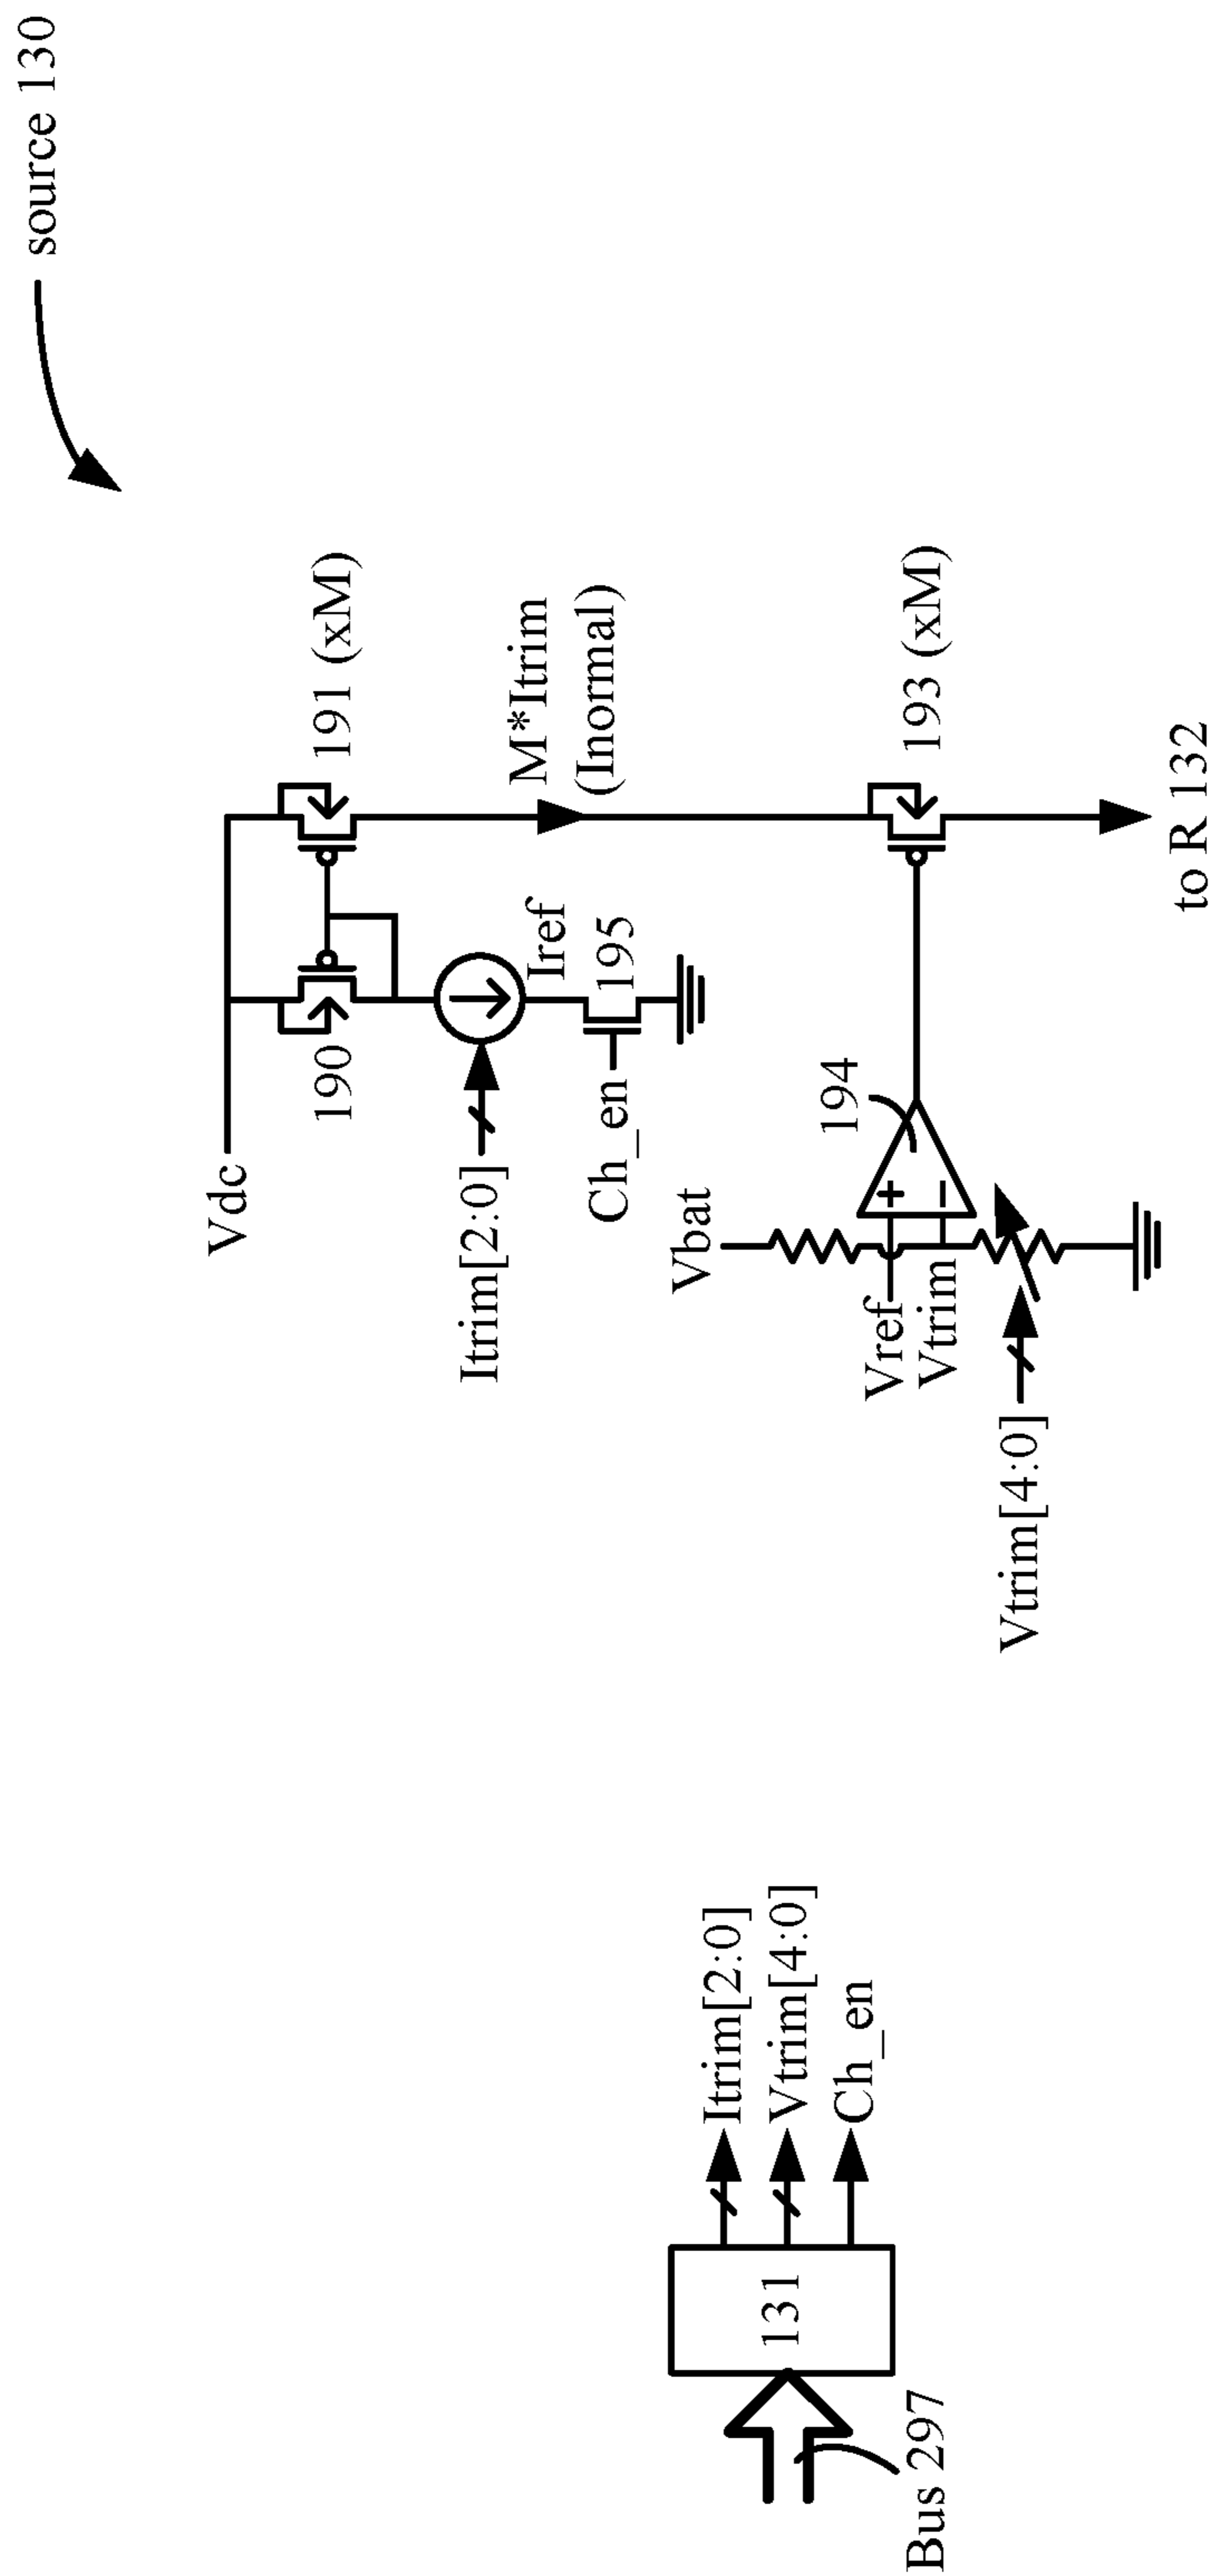 source 130
Vdc
190
191 (xM)
Itrim[2:0]
Iref
M*Itrim
(Inormal)
Ch_en
195
Vbat
194
193 (xM)
Vref
+
Vtrim
−
Vtrim[4:0]
to R 132
Itrim[2:0]
131
Vtrim[4:0]
Ch_en
Bus 297